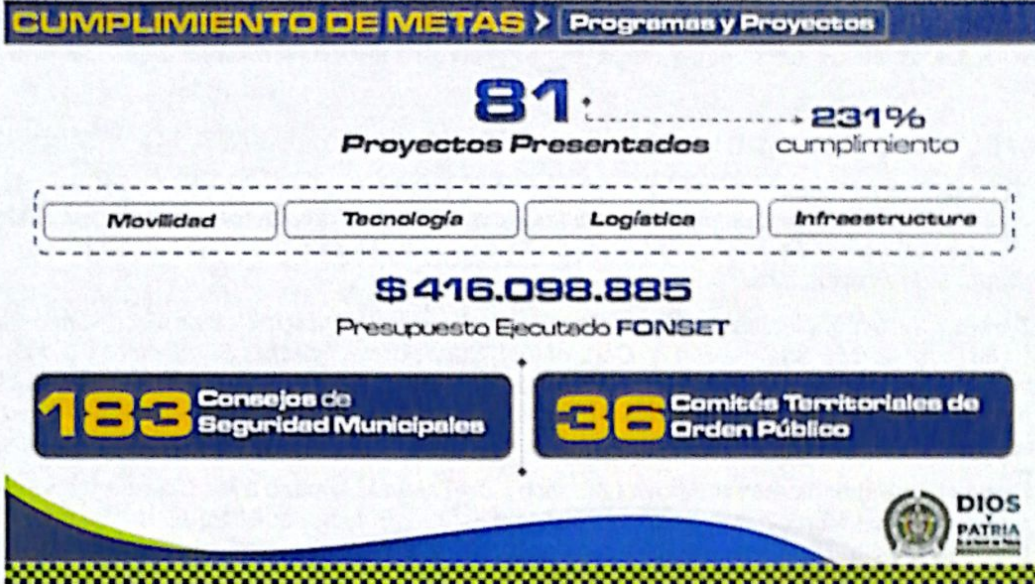 CUMPLIMIENTO DE METAS > Programas y Proyectos
81
Proyectos Presentados
231%
cumplimiento
Movilidad
Tecnología
Logística
Infraestructura
$416.098.885
Presupuesto Ejecutado FONSET
183 Consejos de
Seguridad Municipales
36 Comités Territoriales de
Orden Público
DIOS
Y
PATRIA